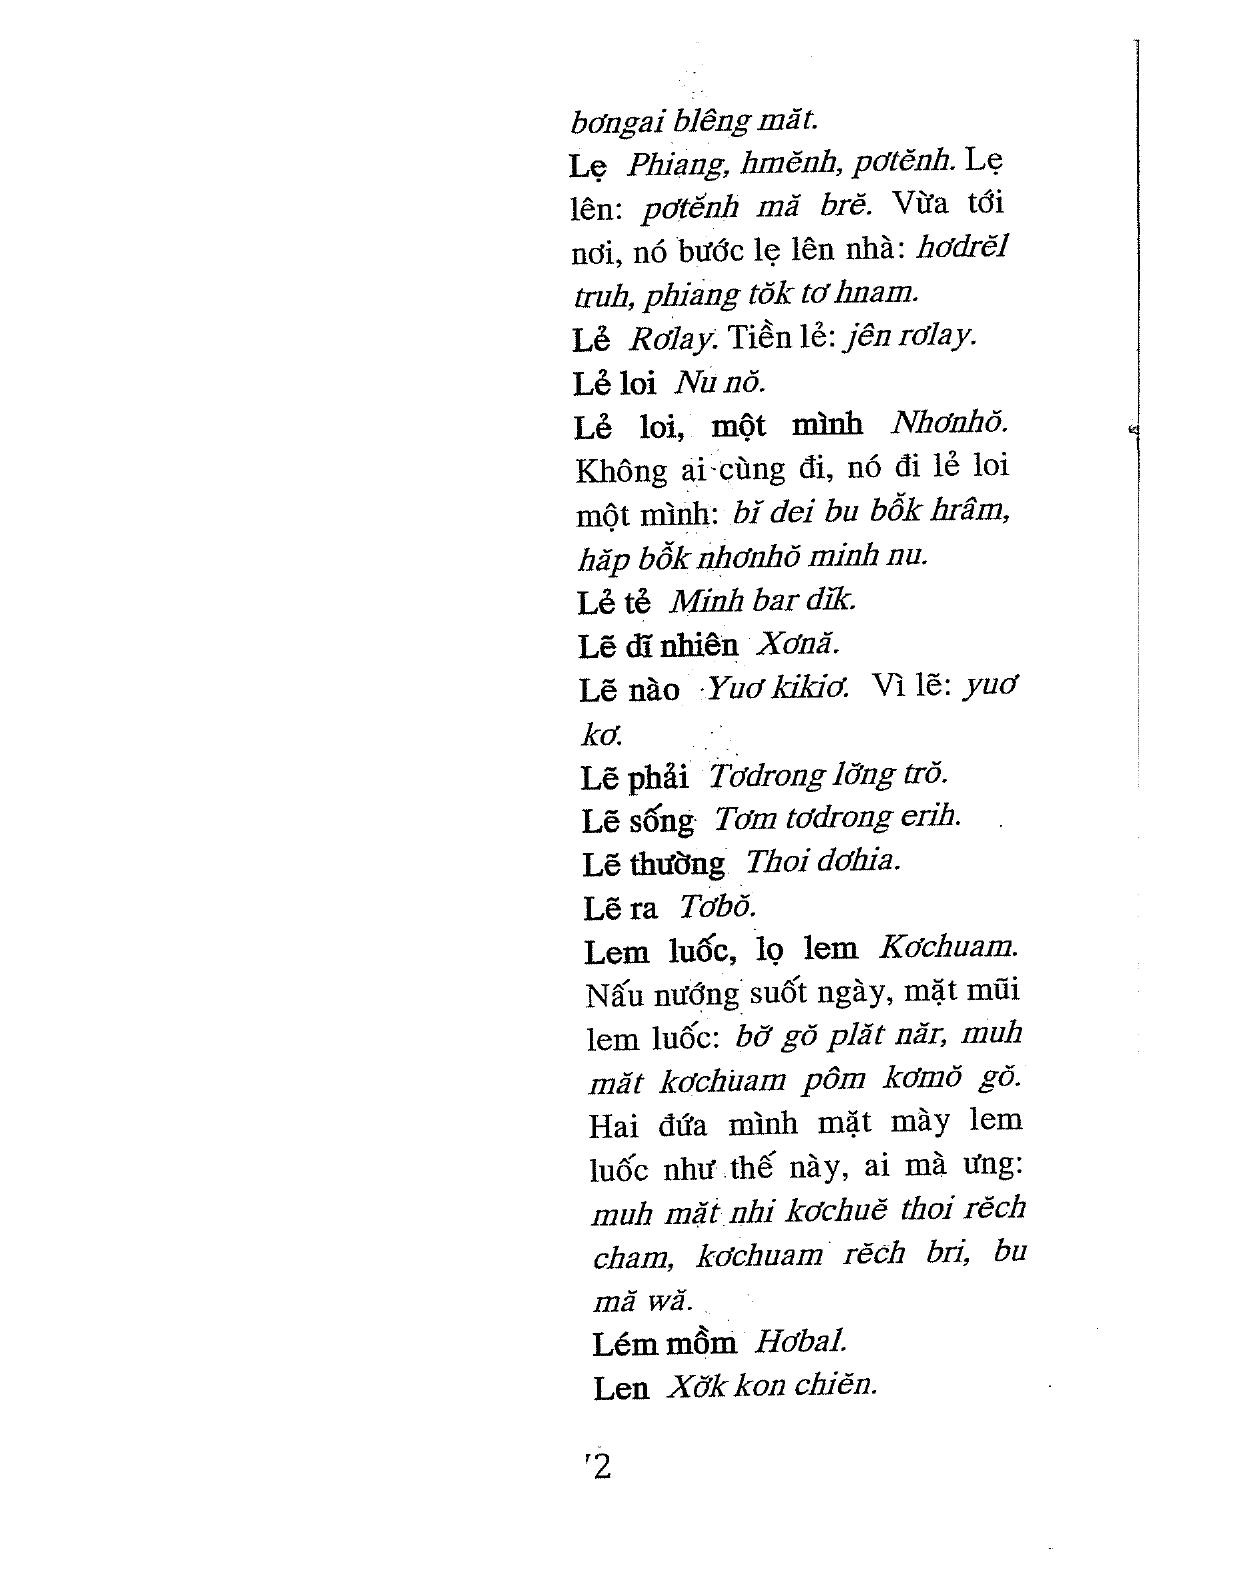 bơngai blêng măt.
Lẹ Phiang, hmĕnh, pơtĕnh. Lẹ
lên: pơtĕnh mă brĕ. Vừa tới
nơi, nó bước lẹ lên nhà: hơdrĕl
truh, phiang tŏk tơ hnam.
Lẻ Rơlay. Tiền lẻ: jên rơlay.
Lẻ loi Nu nŏ.
Lẻ loi, một mình Nhơnhŏ.
Không ai cùng đi, nó đi lẻ loi
một mình: bĭ dei bu bô̆k hrâm,
hăp bô̆k nhơnhŏ minh nu.
Lẻ tẻ Minh bar dĭk.
Lẽ dĩ nhiên Xơnă.
Lẽ nào Yuơ kikiơ. Vì lẽ: yuơ
kơ.
Lẽ phải Tơdrong lơ̆ng trŏ.
Lẽ sống Tơm tơdrong erih.
Lẽ thường Thoi dơhia.
Lẽ ra Tơbŏ.
Lem luốc, lọ lem Kơchuam.
Nấu nướng suốt ngày, mặt mũi
lem luốc: bơ̆ gŏ plăt năr, muh
măt kơchuam pôm kơmŏ gŏ.
Hai đứa mình mặt mày lem
luốc như thế này, ai mà ưng:
muh mặt nhi kơchuĕ thoi rĕch
cham, kơchuam rĕch bri, bu
mă wă.
Lém mồm Hơbal.
Len Xơ̆k kon chiĕn.
2